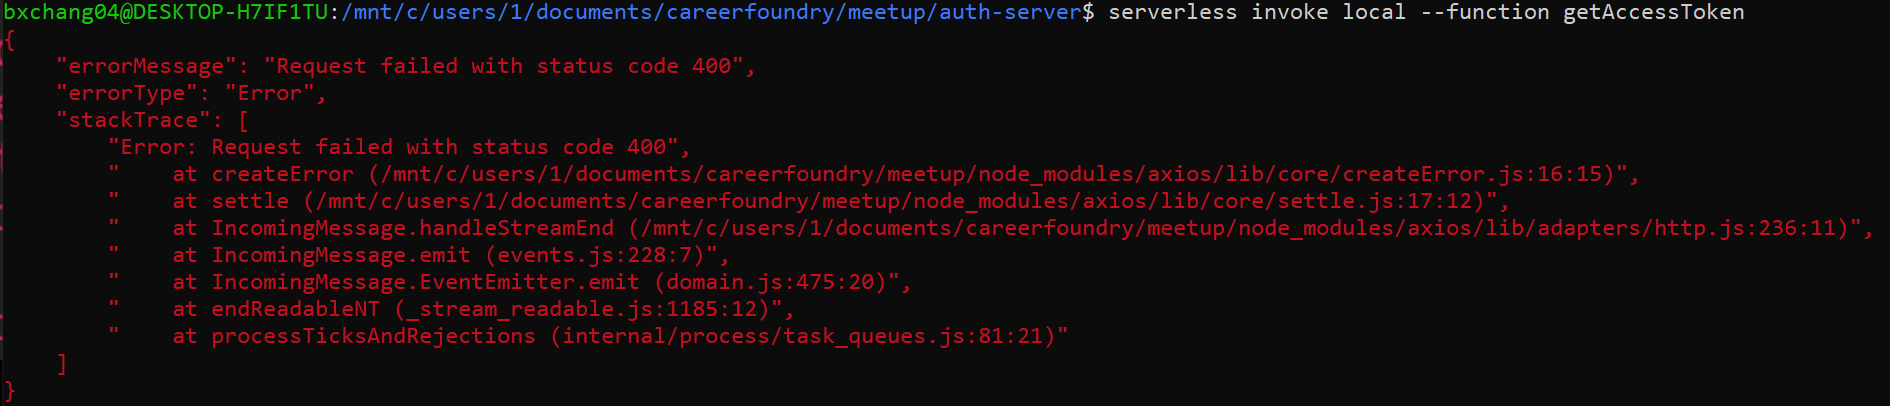 bxchang04@DESKTOP-H7IF1TU:/mnt/c/users/1/documents/careerfoundry/meetup/auth-server$ serverless invoke local --function getAccessToken
{
    "errorMessage": "Request failed with status code 400",
    "errorType": "Error",
    "stackTrace": [
        "Error: Request failed with status code 400",
        "    at createError (/mnt/c/users/1/documents/careerfoundry/meetup/node_modules/axios/lib/core/createError.js:16:15)",
        "    at settle (/mnt/c/users/1/documents/careerfoundry/meetup/node_modules/axios/lib/core/settle.js:17:12)",
        "    at IncomingMessage.handleStreamEnd (/mnt/c/users/1/documents/careerfoundry/meetup/node_modules/axios/lib/adapters/http.js:236:11)",
        "    at IncomingMessage.emit (events.js:228:7)",
        "    at IncomingMessage.EventEmitter.emit (domain.js:475:20)",
        "    at endReadableNT (_stream_readable.js:1185:12)",
        "    at processTicksAndRejections (internal/process/task_queues.js:81:21)"
    ]
}